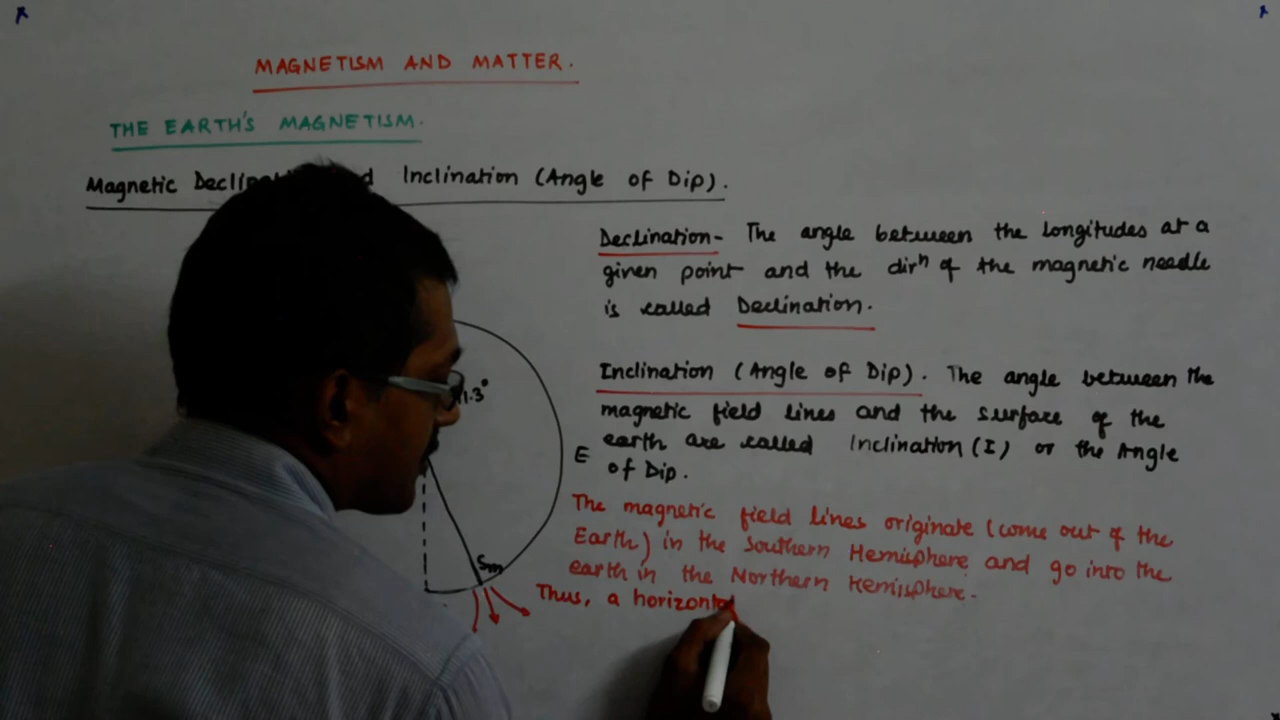 MAGNETISM AND MATTER.
THE EARTH'S MAGNETISM.
Magnetic Inclination (Angle of Dip).
Declination- The angle between the longitudes at a
given point and the dirⁿ of the magnetic needle
is called Declination.
Inclination (Angle of Dip). The angle between the
magnetic field lines and the surface of the
earth are called Inclination (I) or the Angle
of Dip.
1.3°
E
Sm
The magnetic field lines originate (come out of the
Earth) in the Southern Hemisphere and go into the
earth in the Northern Hemisphere.
Thus, a